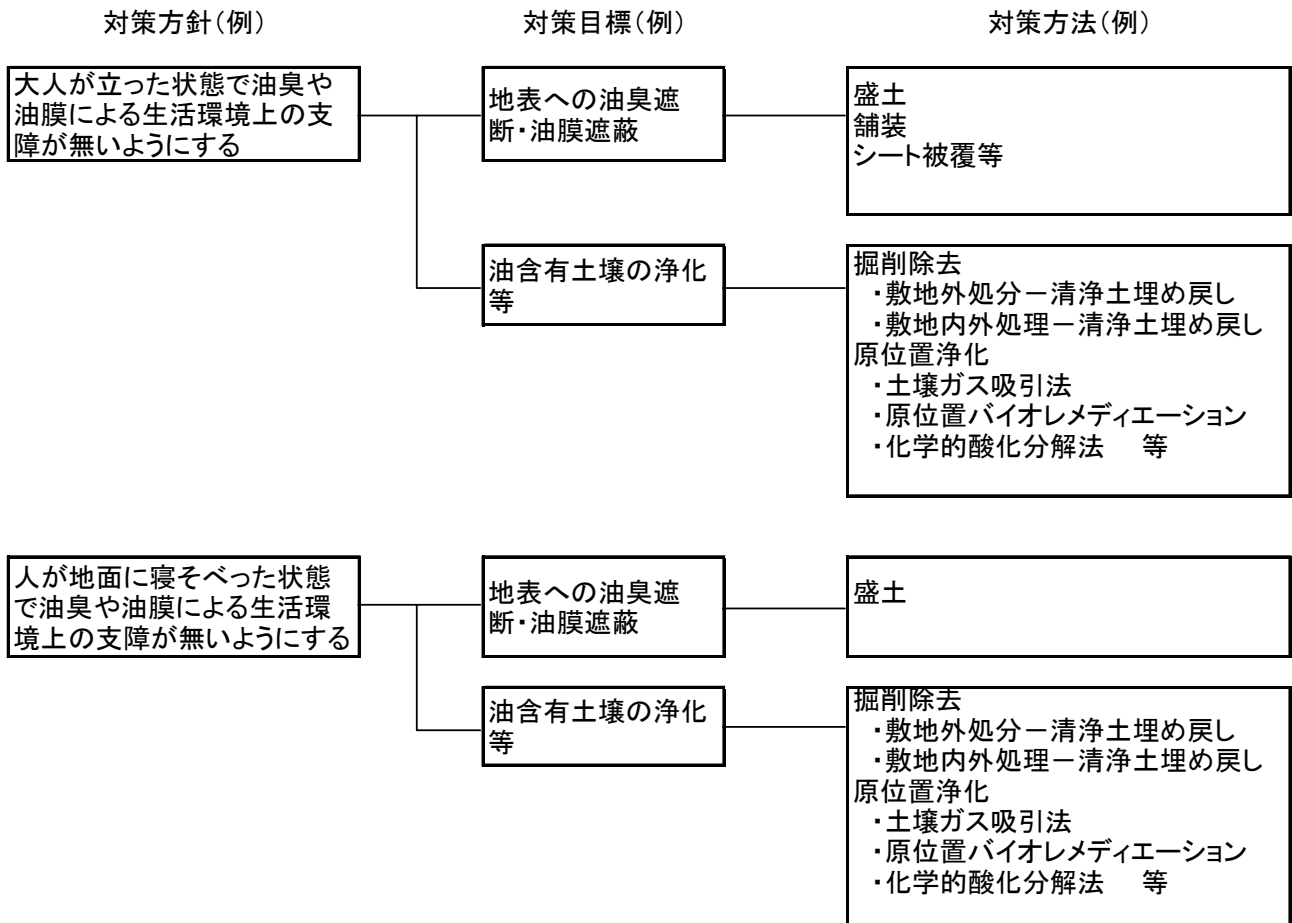 対策方針(例)
対策目標(例)
対策方法(例)
大人が立った状態で油臭や
油膜による生活環境上の支
障が無いようにする
地表への油臭遮
断・油膜遮蔽
盛土
舗装
シート被覆等
油含有土壌の浄化
等
掘削除去
・敷地外処分－清浄土埋め戻し
・敷地内外処理－清浄土埋め戻し
原位置浄化
・土壌ガス吸引法
・原位置バイオレメディエーション
・化学的酸化分解法　等
人が地面に寝そべった状態
で油臭や油膜による生活環
境上の支障が無いようにする
地表への油臭遮
断・油膜遮蔽
盛土
油含有土壌の浄化
等
掘削除去
・敷地外処分－清浄土埋め戻し
・敷地内外処理－清浄土埋め戻し
原位置浄化
・土壌ガス吸引法
・原位置バイオレメディエーション
・化学的酸化分解法　等